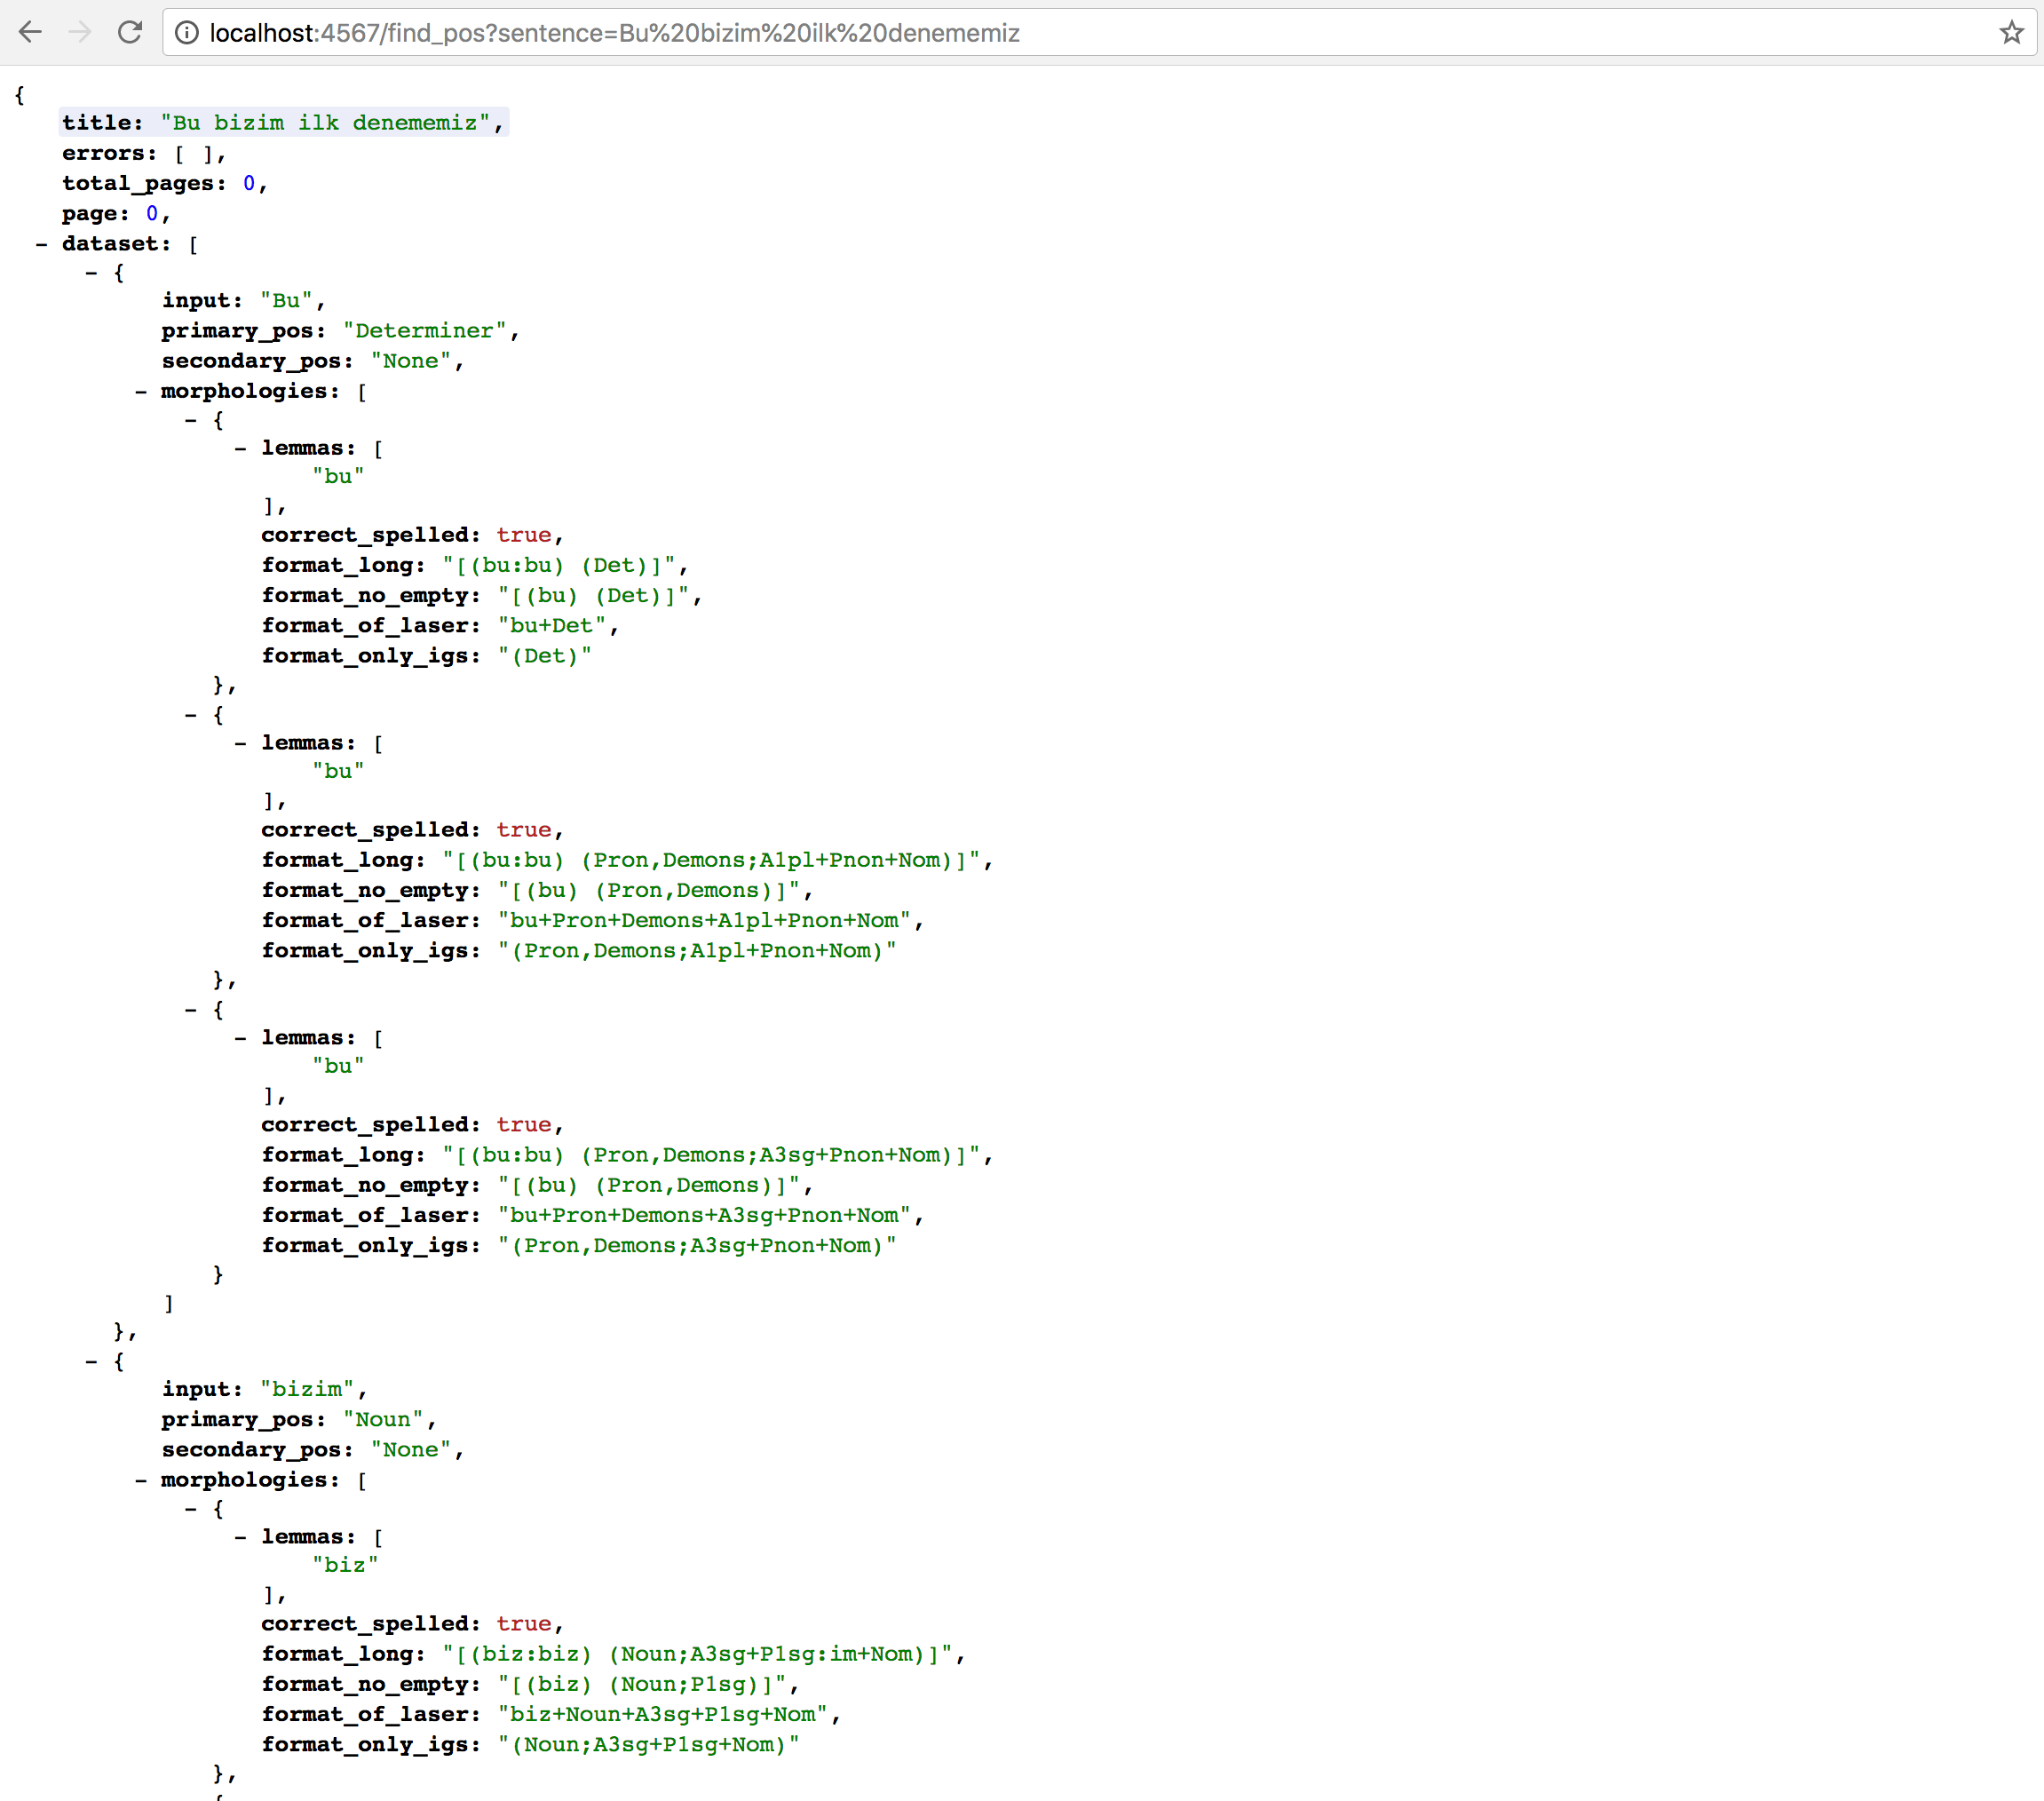 localhost:4567/find_pos?sentence=Bu%20bizim%20ilk%20denememiz
{
title: "Bu bizim ilk denememiz",
errors: [ ],
total_pages: 0,
page: 0,
- dataset: [
- {
input: "Bu",
primary_pos: "Determiner",
secondary_pos: "None",
- morphologies: [
- {
- lemmas: [
"bu"
],
correct_spelled: true,
format_long: "[(bu:bu) (Det)]",
format_no_empty: "[(bu) (Det)]",
format_of_laser: "bu+Det",
format_only_igs: "(Det)"
},
- {
- lemmas: [
"bu"
],
correct_spelled: true,
format_long: "[(bu:bu) (Pron,Demons;A1pl+Pnon+Nom)]",
format_no_empty: "[(bu) (Pron,Demons)]",
format_of_laser: "bu+Pron+Demons+A1pl+Pnon+Nom",
format_only_igs: "(Pron,Demons;A1pl+Pnon+Nom)"
},
- {
- lemmas: [
"bu"
],
correct_spelled: true,
format_long: "[(bu:bu) (Pron,Demons;A3sg+Pnon+Nom)]",
format_no_empty: "[(bu) (Pron,Demons)]",
format_of_laser: "bu+Pron+Demons+A3sg+Pnon+Nom",
format_only_igs: "(Pron,Demons;A3sg+Pnon+Nom)"
}
]
},
- {
input: "bizim",
primary_pos: "Noun",
secondary_pos: "None",
- morphologies: [
- {
- lemmas: [
"biz"
],
correct_spelled: true,
format_long: "[(biz:biz) (Noun;A3sg+P1sg:im+Nom)]",
format_no_empty: "[(biz) (Noun;P1sg)]",
format_of_laser: "biz+Noun+A3sg+P1sg+Nom",
format_only_igs: "(Noun;A3sg+P1sg+Nom)"
},
- {